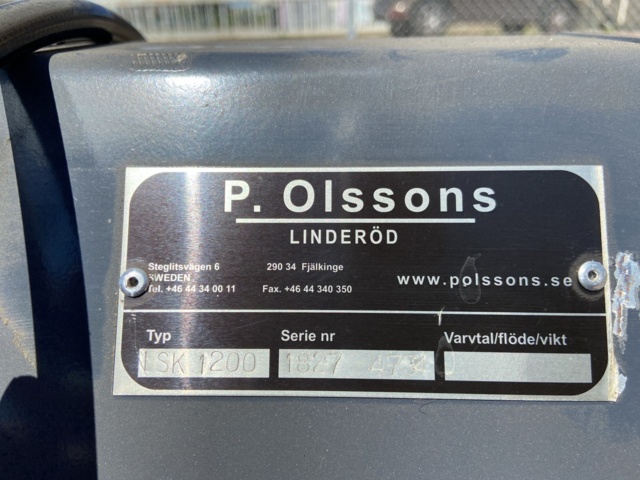 P. Olssons
LINDERÖD
Steglitsvägen 6 290 34 Fjälkinge
SWEDEN
Tel. +46 44 34 00 11 Fax. +46 44 340 350
www.polssons.se
Typ Serie nr Varvtal/flöde/vikt
LSK 1200 1827